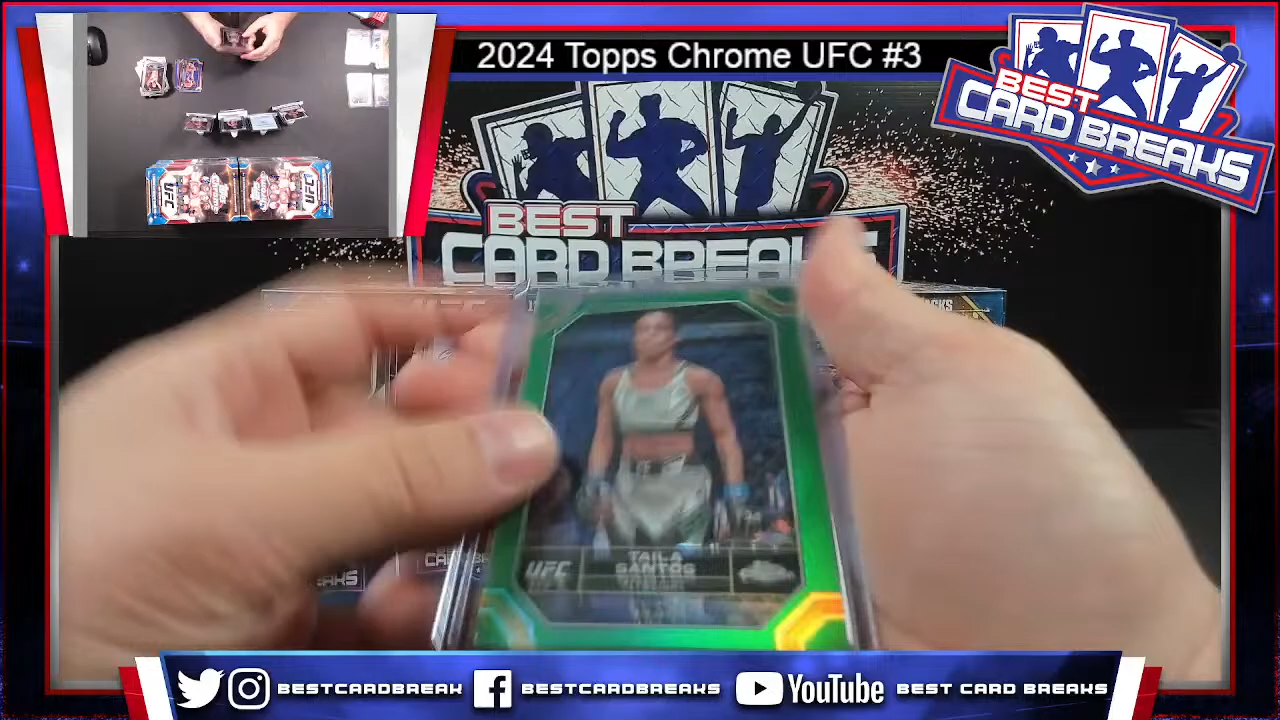 2024 Topps Chrome UFC #3
BEST
CARD BREAKS
BEST
CARD BREAKS
UFC
TAILA
SANTOS
BESTCARDBREAK
BESTCARDBREAKS
YouTube
BEST CARD BREAKS